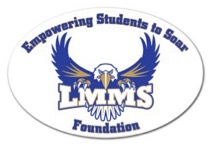 Empowering Students to Soar
LMMS
Foundation